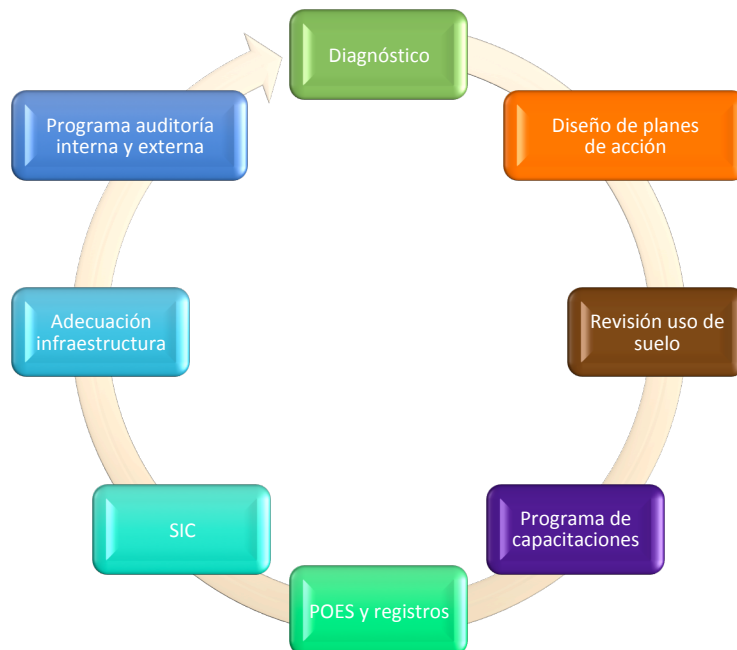 Diagnóstico
Diseño de planes
de acción
Revisión uso de
suelo
Programa de
capacitaciones
POES y registros
SIC
Adecuación
infraestructura
Programa auditoría
interna y externa